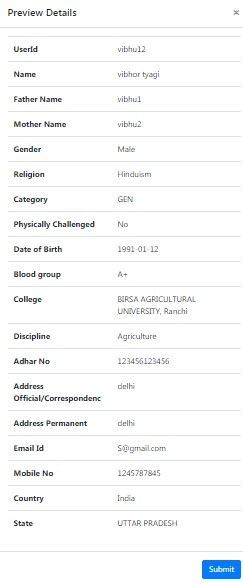 Preview Details ×
UserId vibhu12
Name vibhor tyagi
Father Name vibhu1
Mother Name vibhu2
Gender Male
Religion Hinduism
Category GEN
Physically Challenged No
Date of Birth 1991-01-12
Blood group A+
College BIRSA AGRICULTURAL
UNIVERSITY, Ranchi
Discipline Agriculture
Adhar No 123456123456
Address delhi
Official/Correspondenc
Address Permanent delhi
Email Id S@gmail.com
Mobile No 1245787845
Country India
State UTTAR PRADESH
Submit